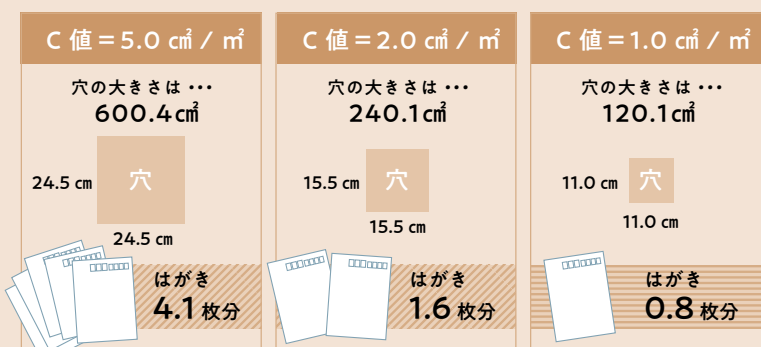 C 値＝5.0 ㎠ / ㎡
穴の大きさは･･･
600.4㎠
穴
24.5 ㎝
24.5 ㎝
はがき
4.1 枚分
C 値＝2.0 ㎠ / ㎡
穴の大きさは･･･
240.1㎠
穴
15.5 ㎝
15.5 ㎝
はがき
1.6 枚分
C 値＝1.0 ㎠ / ㎡
穴の大きさは･･･
120.1㎠
穴
11.0 ㎝
11.0 ㎝
はがき
0.8 枚分